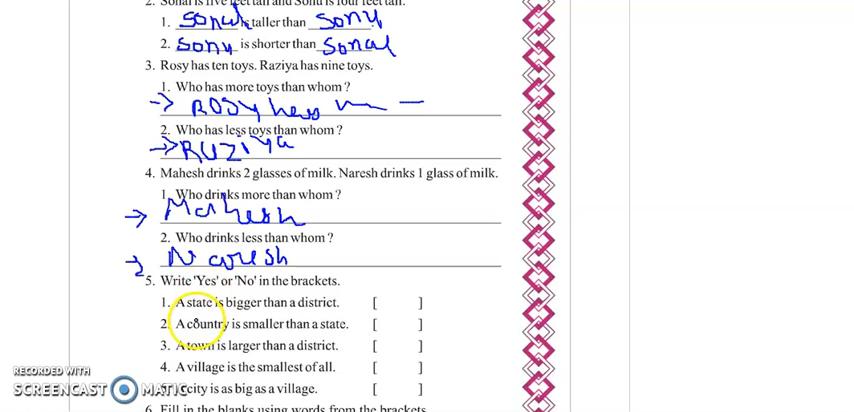 2. Sonal is five feet tall and Sonu is four feet tall.
1. Sonal is taller than Sony.
2. Sony is shorter than Sonal
3. Rosy has ten toys. Raziya has nine toys.
1. Who has more toys than whom ?
→ ROSY
2. Who has less toys than whom ?
→ RUZIYA
4. Mahesh drinks 2 glasses of milk. Naresh drinks 1 glass of milk.
1. Who drinks more than whom ?
→ Mahesh
2. Who drinks less than whom ?
→ Naresh
5. Write 'Yes' or 'No' in the brackets.
1. A state is bigger than a district. [ ]
2. A country is smaller than a state. [ ]
3. A town is larger than a district. [ ]
4. A village is the smallest of all. [ ]
city is as big as a village. [ ]
6. Fill in the blanks using words from the brackets.
RECORDED WITH
SCREENCAST MATIC